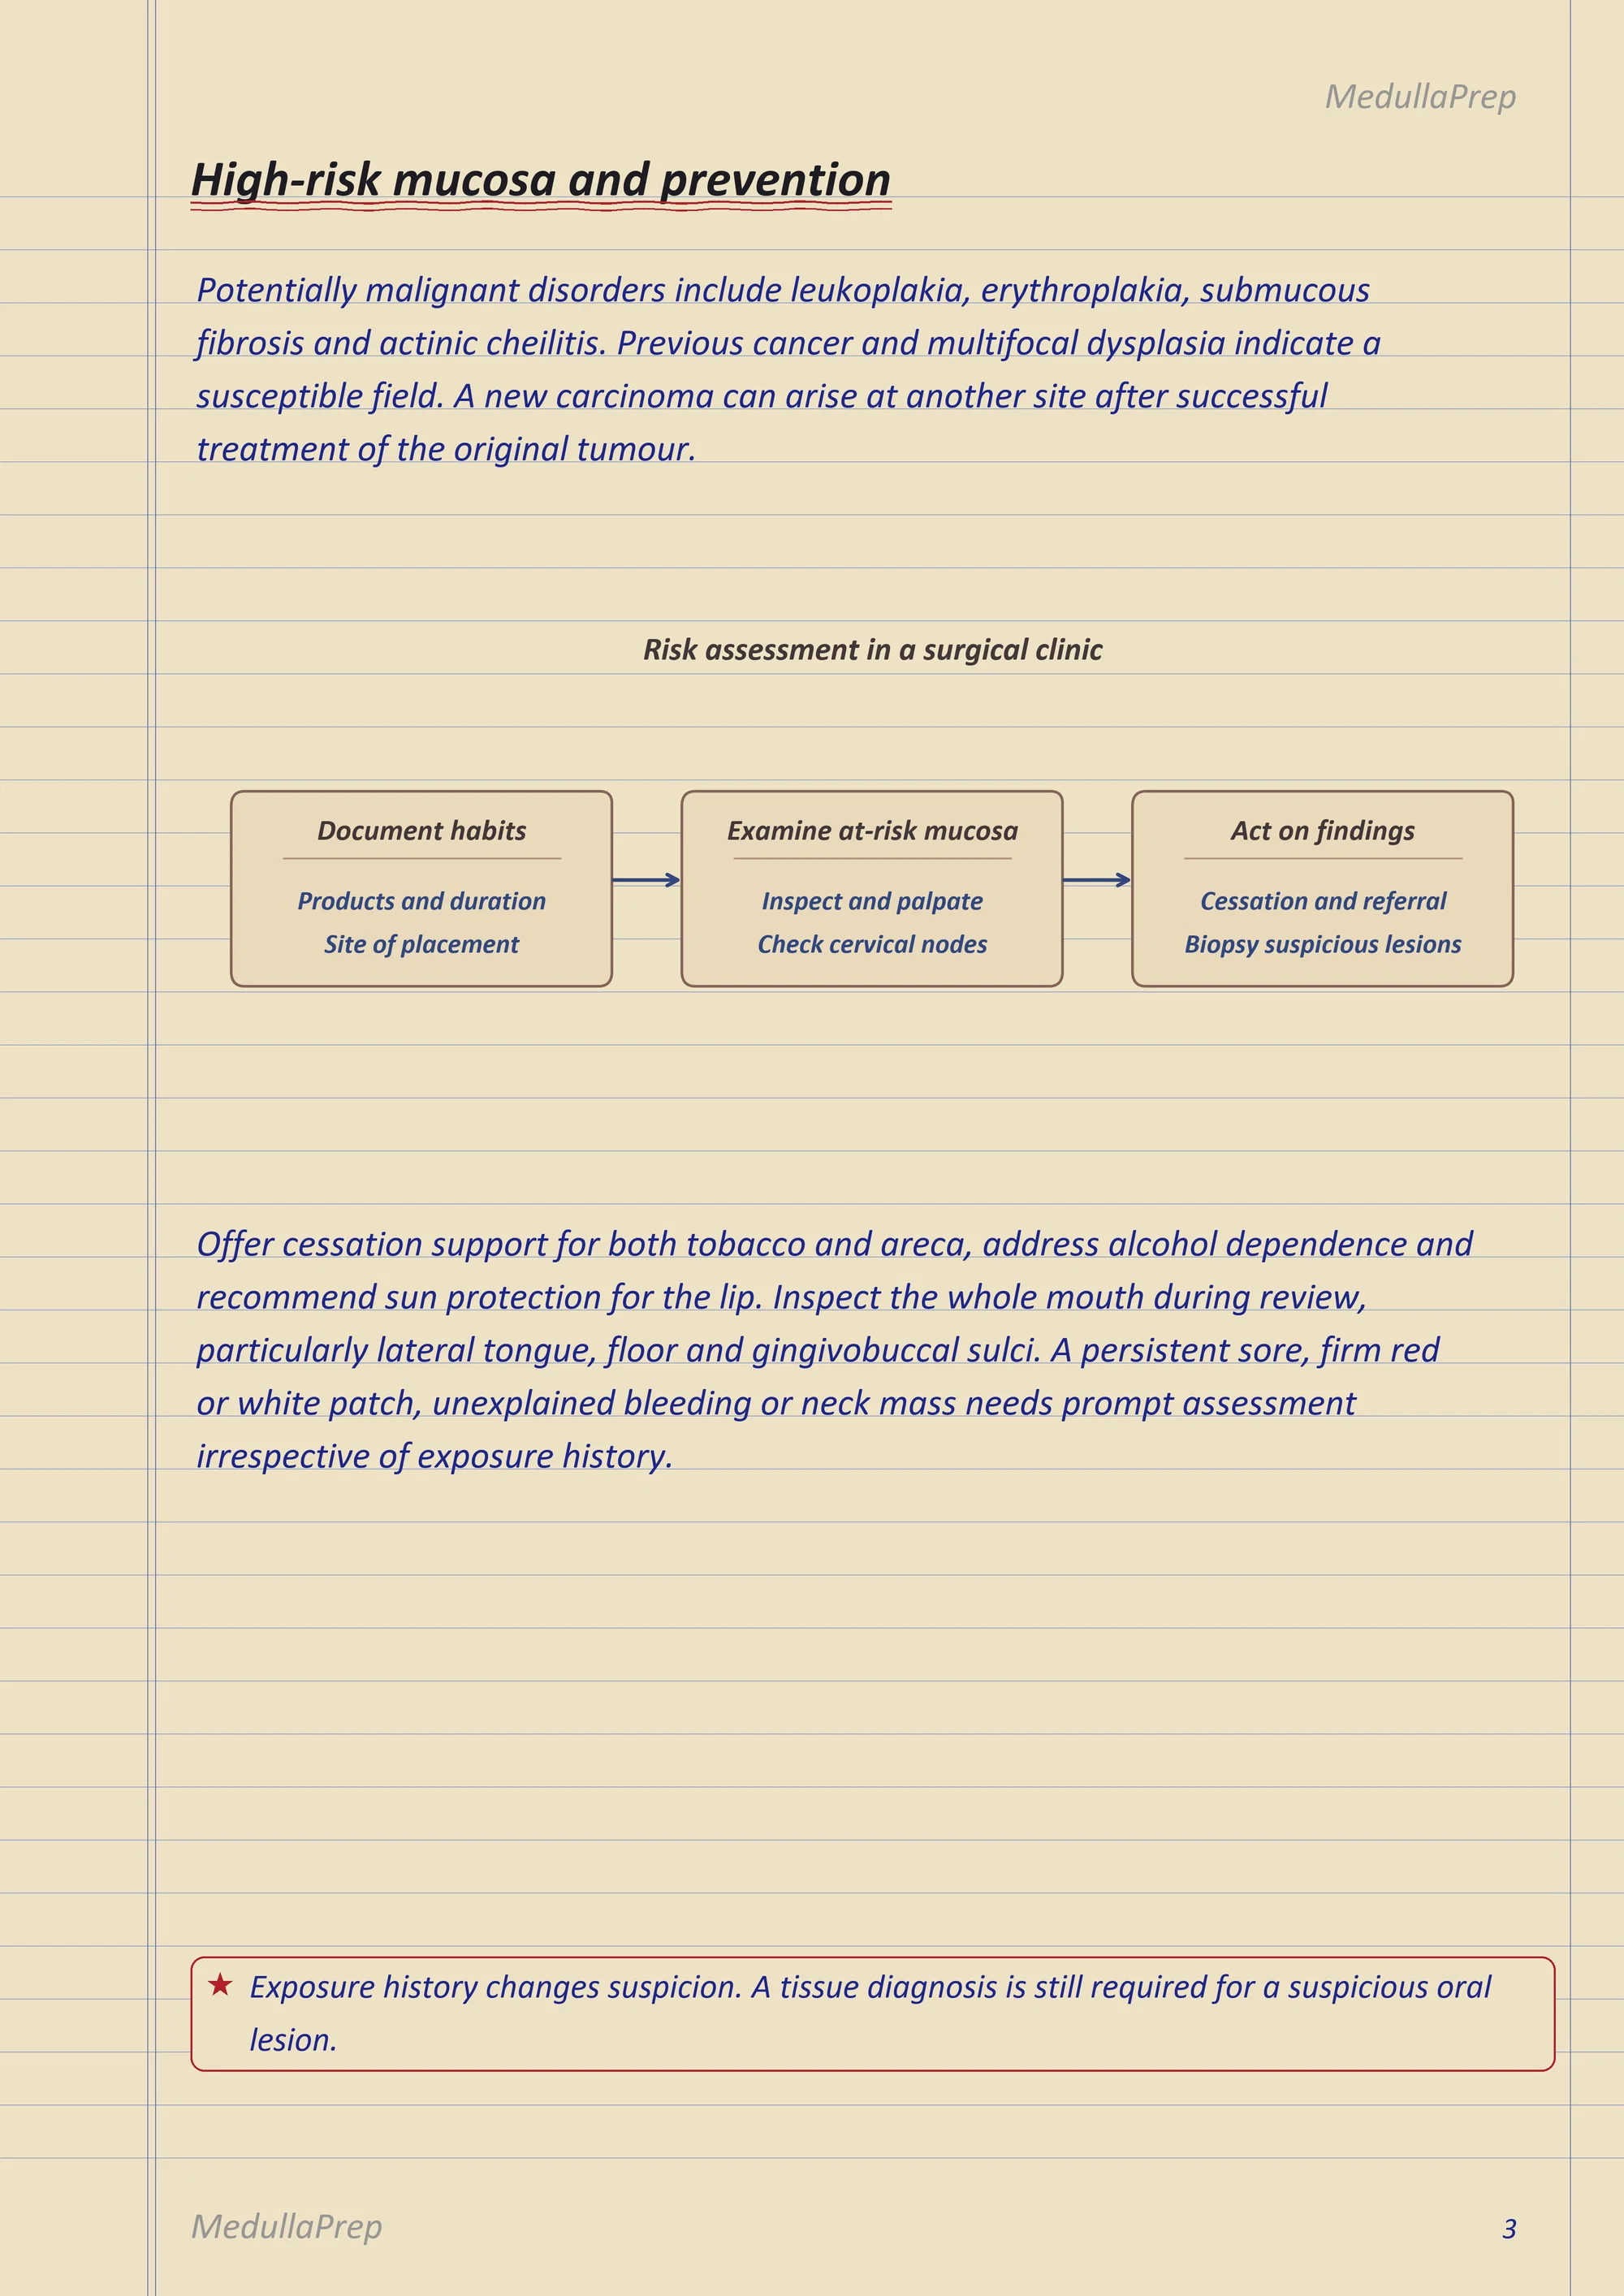 MedullaPrep
High-risk mucosa and prevention
Potentially malignant disorders include leukoplakia, erythroplakia, submucous
fibrosis and actinic cheilitis. Previous cancer and multifocal dysplasia indicate a
susceptible field. A new carcinoma can arise at another site after successful
treatment of the original tumour.
Risk assessment in a surgical clinic
Document habits
Products and duration
Site of placement
Examine at-risk mucosa
Inspect and palpate
Check cervical nodes
Act on findings
Cessation and referral
Biopsy suspicious lesions
Offer cessation support for both tobacco and areca, address alcohol dependence and
recommend sun protection for the lip. Inspect the whole mouth during review,
particularly lateral tongue, floor and gingivobuccal sulci. A persistent sore, firm red
or white patch, unexplained bleeding or neck mass needs prompt assessment
irrespective of exposure history.
★ Exposure history changes suspicion. A tissue diagnosis is still required for a suspicious oral
lesion.
MedullaPrep
3